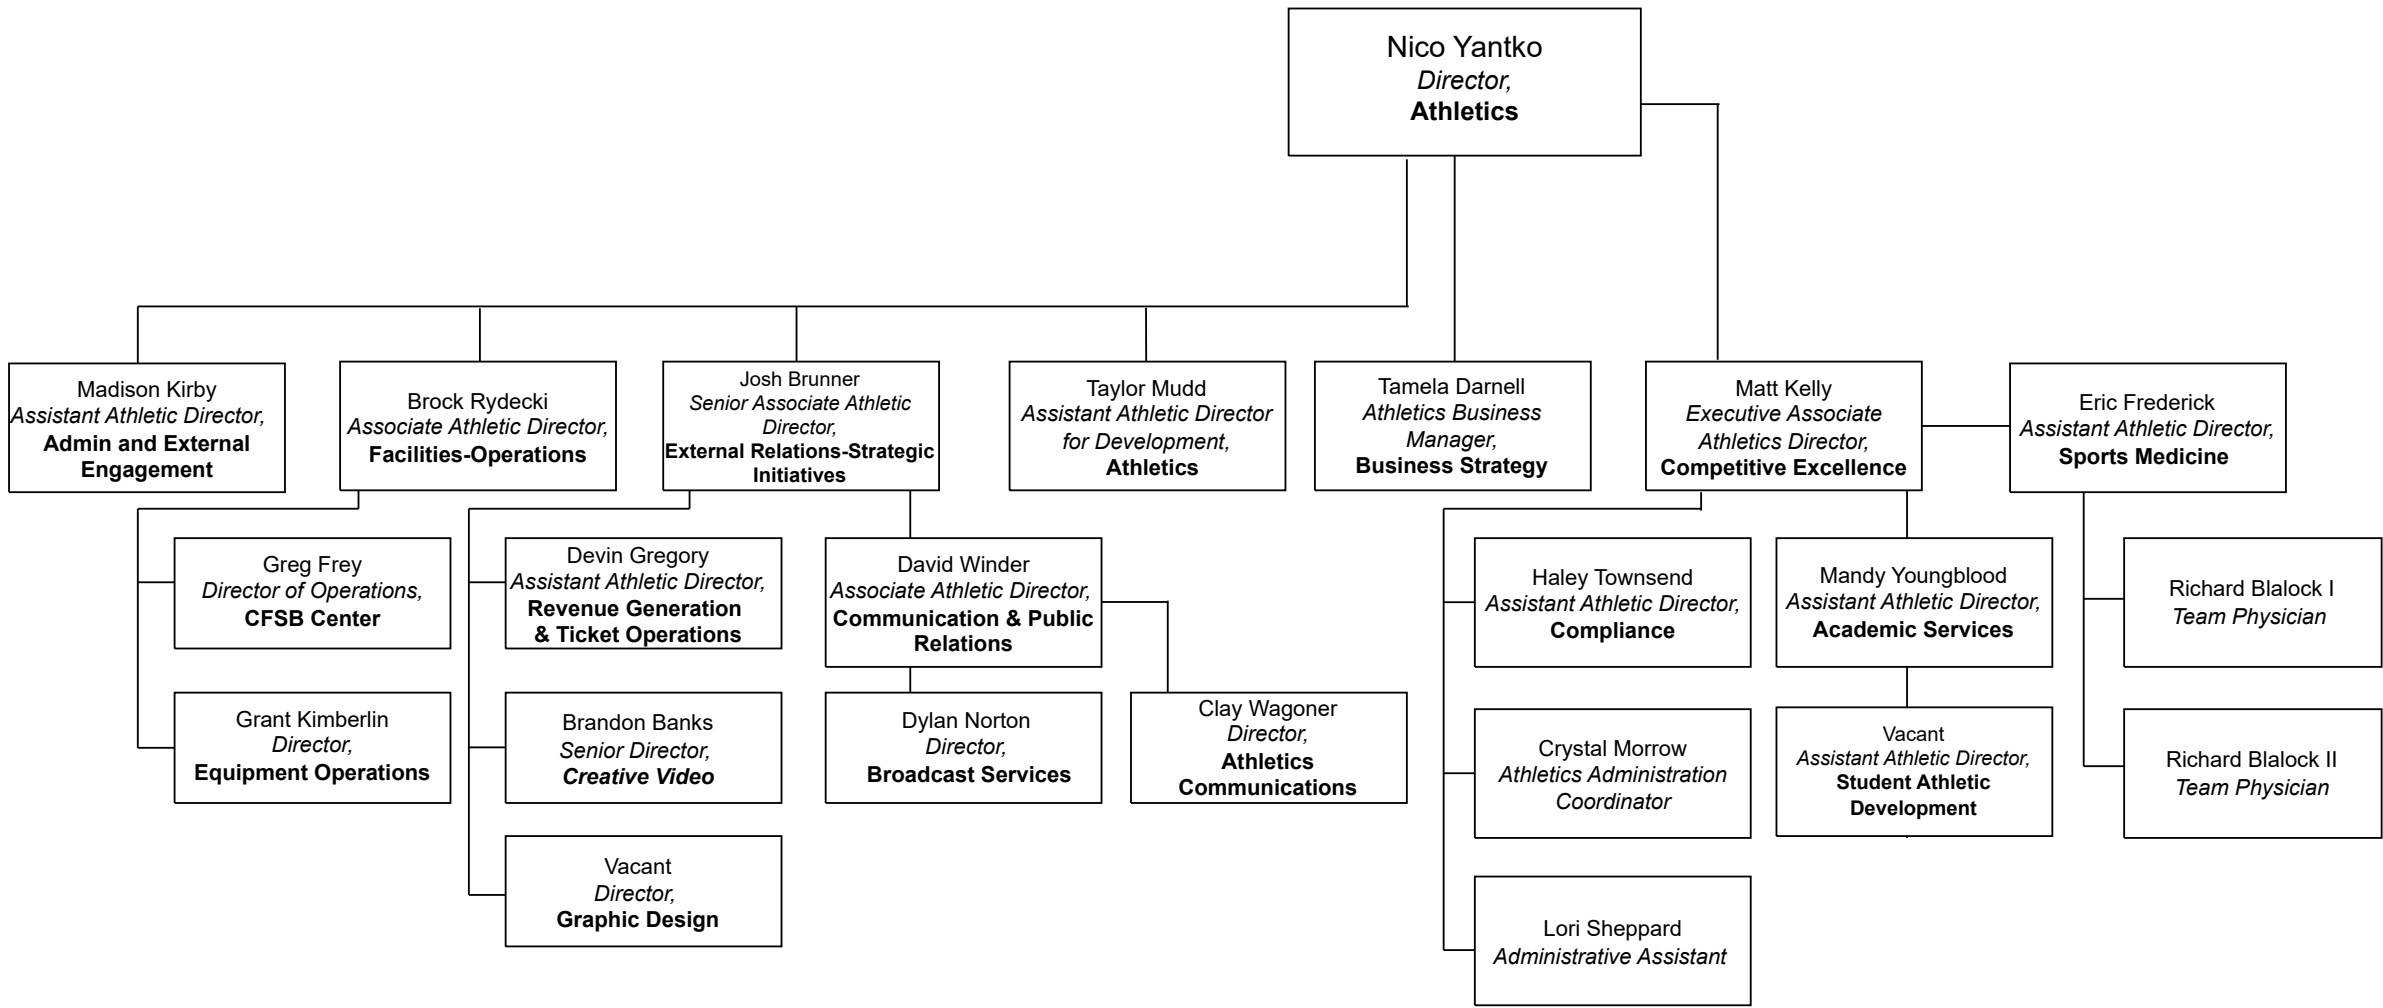 Nico Yantko
Director,
Athletics
Madison Kirby
Assistant Athletic Director,
Admin and External
Engagement
Brock Rydecki
Associate Athletic Director,
Facilities-Operations
Josh Brunner
Senior Associate Athletic
Director,
External Relations-Strategic
Initiatives
Taylor Mudd
Assistant Athletic Director
for Development,
Athletics
Tamela Darnell
Athletics Business
Manager,
Business Strategy
Matt Kelly
Executive Associate
Athletics Director,
Competitive Excellence
Eric Frederick
Assistant Athletic Director,
Sports Medicine
Greg Frey
Director of Operations,
CFSB Center
Devin Gregory
Assistant Athletic Director,
Revenue Generation
& Ticket Operations
David Winder
Associate Athletic Director,
Communication & Public
Relations
Haley Townsend
Assistant Athletic Director,
Compliance
Mandy Youngblood
Assistant Athletic Director,
Academic Services
Richard Blalock I
Team Physician
Grant Kimberlin
Director,
Equipment Operations
Brandon Banks
Senior Director,
Creative Video
Dylan Norton
Director,
Broadcast Services
Clay Wagoner
Director,
Athletics
Communications
Crystal Morrow
Athletics Administration
Coordinator
Vacant
Assistant Athletic Director,
Student Athletic
Development
Richard Blalock II
Team Physician
Vacant
Director,
Graphic Design
Lori Sheppard
Administrative Assistant